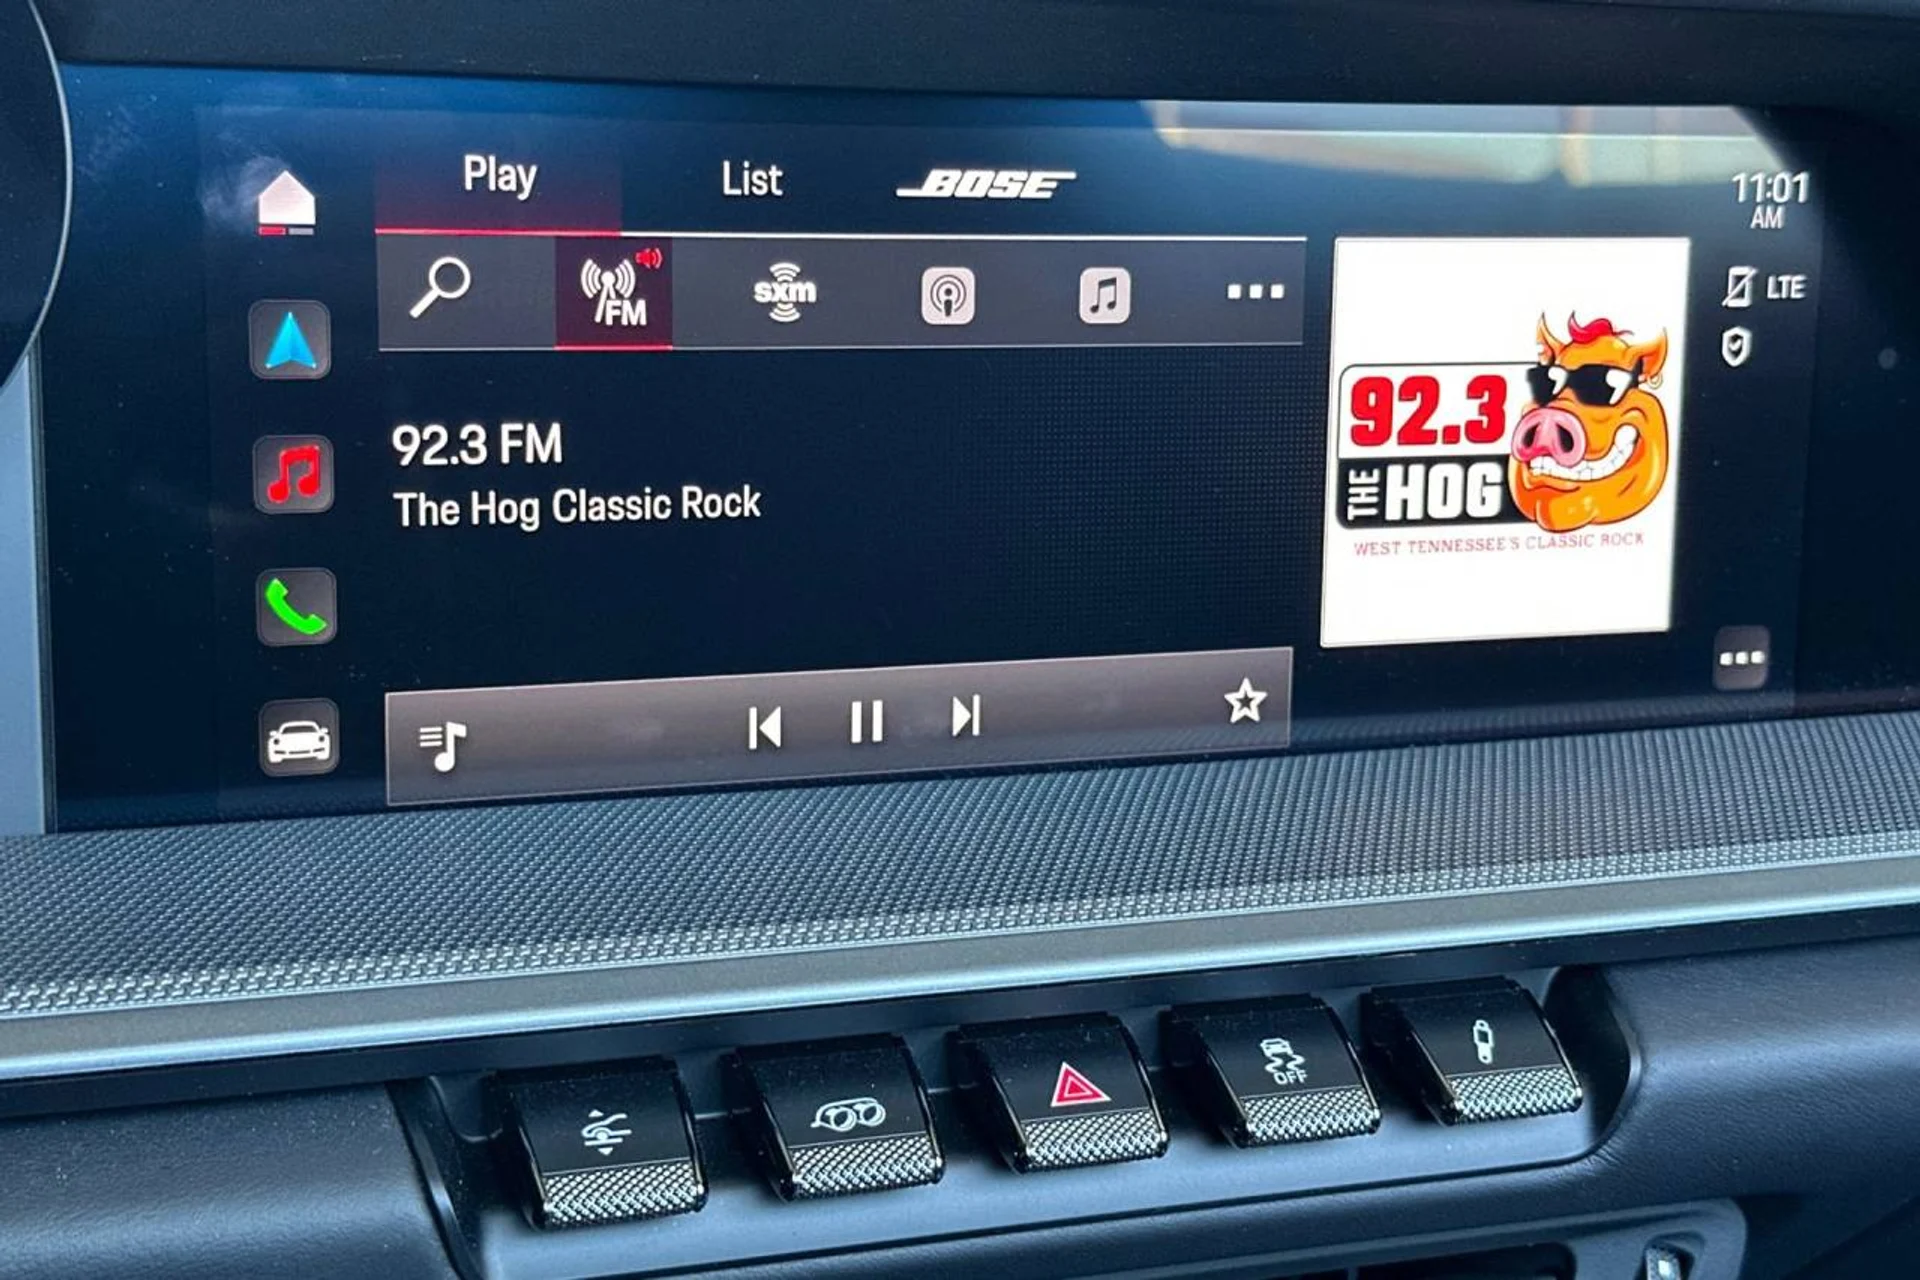 Play
List
BOSE
11:01
AM
FM
sxm
LTE
92.3 FM
The Hog Classic Rock
92.3
THE HOG
WEST TENNESSEE'S CLASSIC ROCK
OFF